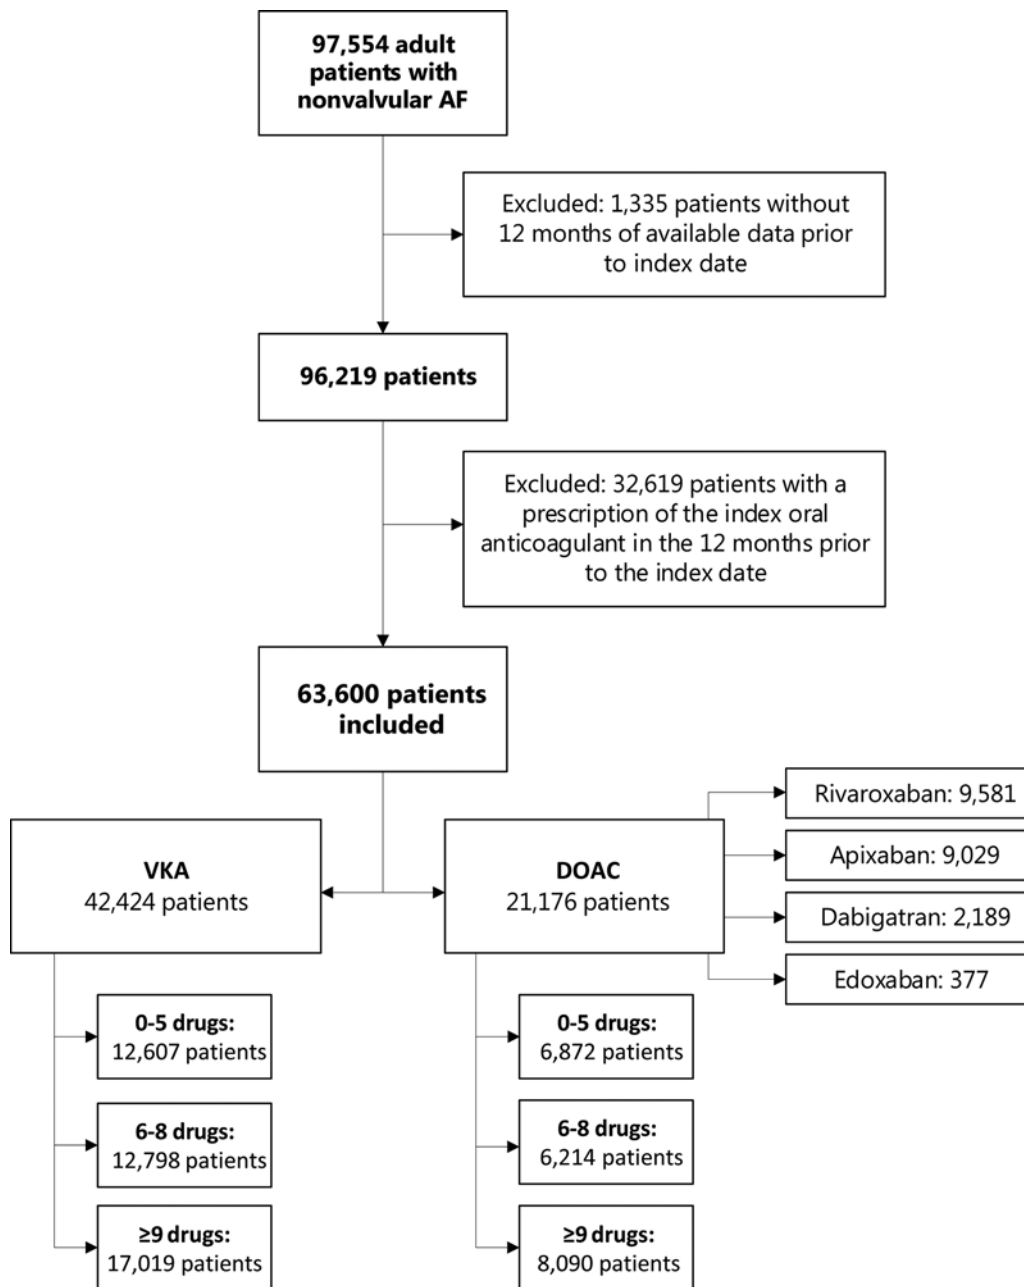 97,554 adult
patients with
nonvalvular AF
Excluded: 1,335 patients without
12 months of available data prior
to index date
96,219 patients
Excluded: 32,619 patients with a
prescription of the index oral
anticoagulant in the 12 months prior
to the index date
63,600 patients
included
VKA
42,424 patients
DOAC
21,176 patients
Rivaroxaban: 9,581
Apixaban: 9,029
Dabigatran: 2,189
Edoxaban: 377
0-5 drugs:
12,607 patients
6-8 drugs:
12,798 patients
≥9 drugs:
17,019 patients
0-5 drugs:
6,872 patients
6-8 drugs:
6,214 patients
≥9 drugs:
8,090 patients